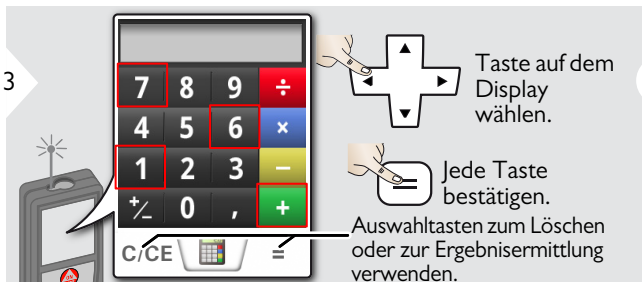 3
7 8 9 ÷
4 5 6 ×
1 2 3 −
+/− 0 , +
C/CE =
Taste auf dem
Display
wählen.
=
Jede Taste
bestätigen.
Auswahltasten zum Löschen
oder zur Ergebnisermittlung
verwenden.